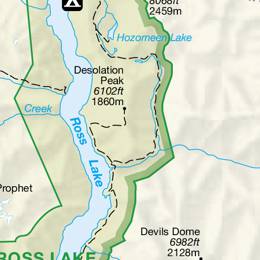 8068ft
2459m
Hozomeen Lake
Desolation
Peak
6102ft
1860m
Creek
Ross
Lake
Prophet
Devils Dome
6982ft
2128m
ROSS LAKE